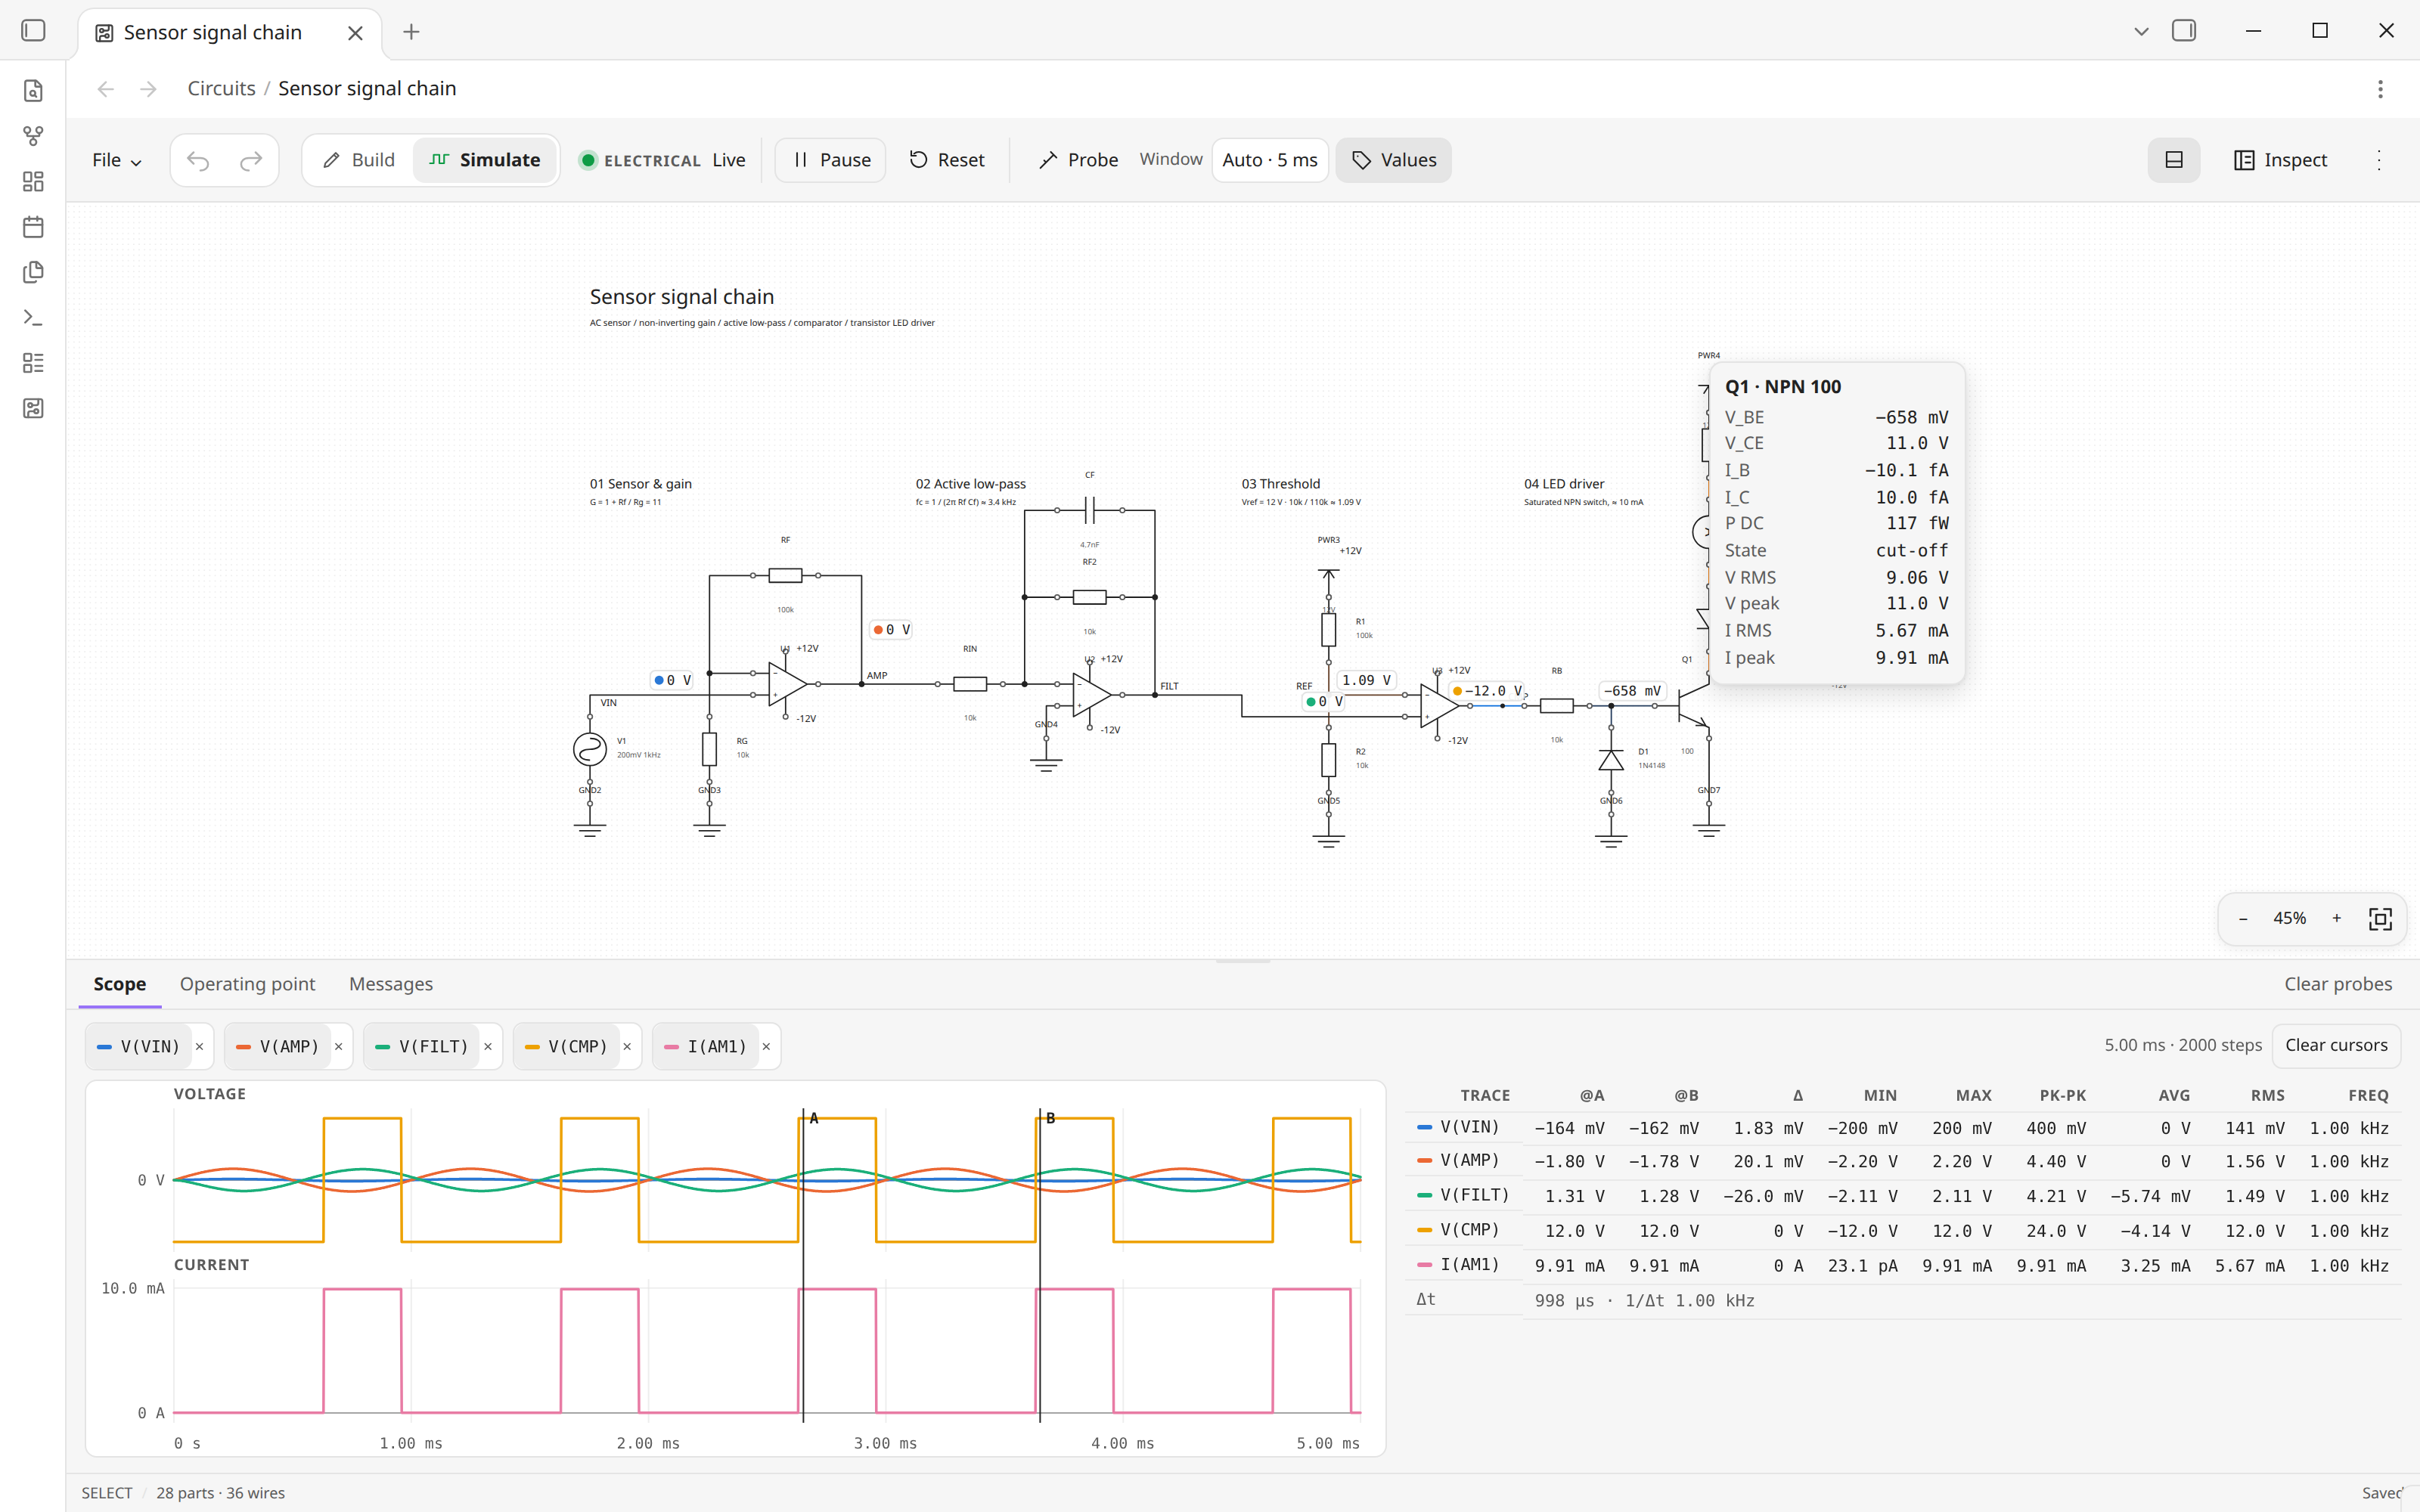 Sensor signal chain
Circuits / Sensor signal chain
File
Build
Simulate
ELECTRICAL Live
Pause
Reset
Probe
Window
Auto · 5 ms
Values
Inspect
Sensor signal chain
AC sensor / non-inverting gain / active low-pass / comparator / transistor LED driver
PWR4
Q1 · NPN 100
V_BE −658 mV
V_CE 11.0 V
I_B −10.1 fA
I_C 10.0 fA
P DC 117 fW
State cut-off
V RMS 9.06 V
V peak 11.0 V
I RMS 5.67 mA
I peak 9.91 mA
01 Sensor & gain
G = 1 + Rf / Rg = 11
02 Active low-pass
fc = 1 / (2π Rf Cf) ≈ 3.4 kHz
03 Threshold
Vref = 12 V · 10k / 110k ≈ 1.09 V
04 LED driver
Saturated NPN switch, ≈ 10 mA
CF
4.7nF
RF
100k
RF2
10k
PWR3
+12V
12V
R1
100k
0 V
U1 +12V
-12V
0 V
VIN
AMP
RIN
10k
U2 +12V
-12V
FILT
GND4
REF
1.09 V
0 V
U3 +12V
-12V
−12.0 V
RB
10k
−658 mV
Q1
100
-12V
V1
200mV 1kHz
RG
10k
R2
10k
D1
1N4148
GND2
GND3
GND5
GND6
GND7
− 45% +
Scope
Operating point
Messages
Clear probes
V(VIN) ×
V(AMP) ×
V(FILT) ×
V(CMP) ×
I(AM1) ×
5.00 ms · 2000 steps
Clear cursors
VOLTAGE
A
B
0 V
CURRENT
10.0 mA
0 A
0 s 1.00 ms 2.00 ms 3.00 ms 4.00 ms 5.00 ms
TRACE @A @B Δ MIN MAX PK-PK AVG RMS FREQ
V(VIN) −164 mV −162 mV 1.83 mV −200 mV 200 mV 400 mV 0 V 141 mV 1.00 kHz
V(AMP) −1.80 V −1.78 V 20.1 mV −2.20 V 2.20 V 4.40 V 0 V 1.56 V 1.00 kHz
V(FILT) 1.31 V 1.28 V −26.0 mV −2.11 V 2.11 V 4.21 V −5.74 mV 1.49 V 1.00 kHz
V(CMP) 12.0 V 12.0 V 0 V −12.0 V 12.0 V 24.0 V −4.14 V 12.0 V 1.00 kHz
I(AM1) 9.91 mA 9.91 mA 0 A 23.1 pA 9.91 mA 9.91 mA 3.25 mA 5.67 mA 1.00 kHz
Δt 998 µs · 1/Δt 1.00 kHz
SELECT / 28 parts · 36 wires
Saved